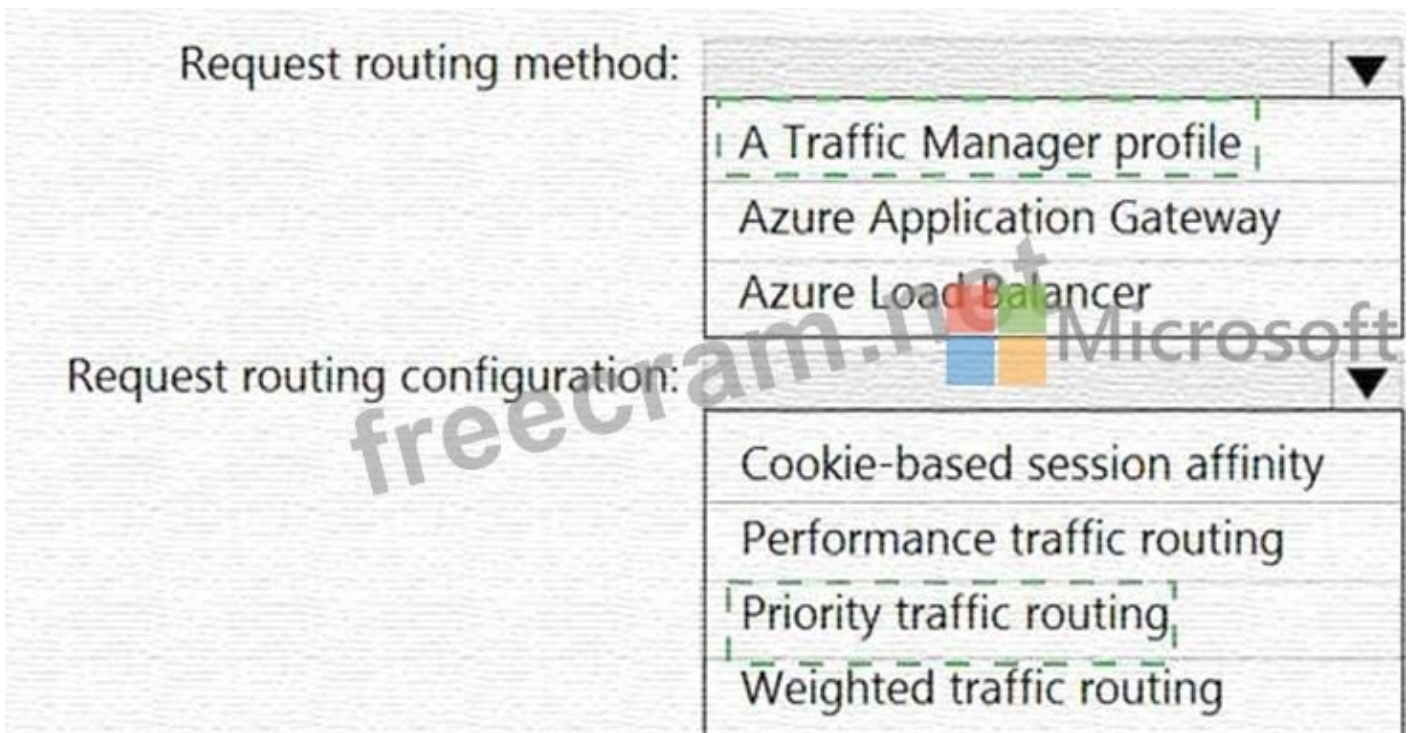 Request routing method:
A Traffic Manager profile
Azure Application Gateway
Azure Load Balancer
Microsoft
freecram.net
Request routing configuration:
Cookie-based session affinity
Performance traffic routing
Priority traffic routing
Weighted traffic routing